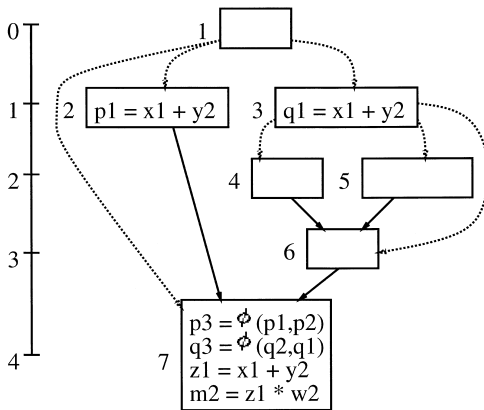 0
1
1
2
p1 = x1 + y2
3
q1 = x1 + y2
2
4
5
3
6
4
7
p3 = ϕ (p1,p2)
q3 = ϕ (q2,q1)
z1 = x1 + y2
m2 = z1 * w2